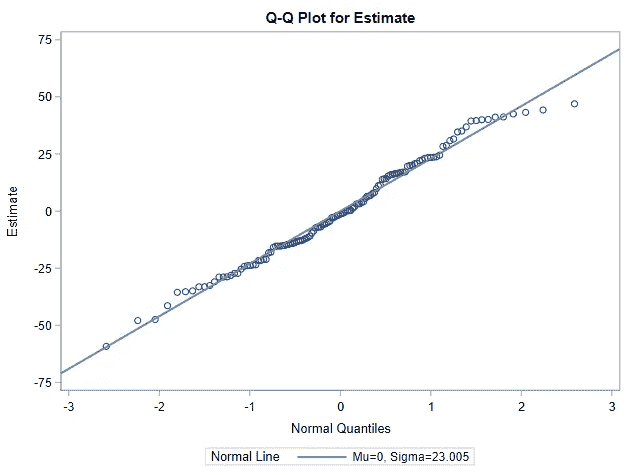 Q-Q Plot for Estimate
75
50
25
0
-25
-50
-75
Estimate
-3 -2 -1 0 1 2 3
Normal Quantiles
Normal Line Mu=0, Sigma=23.005